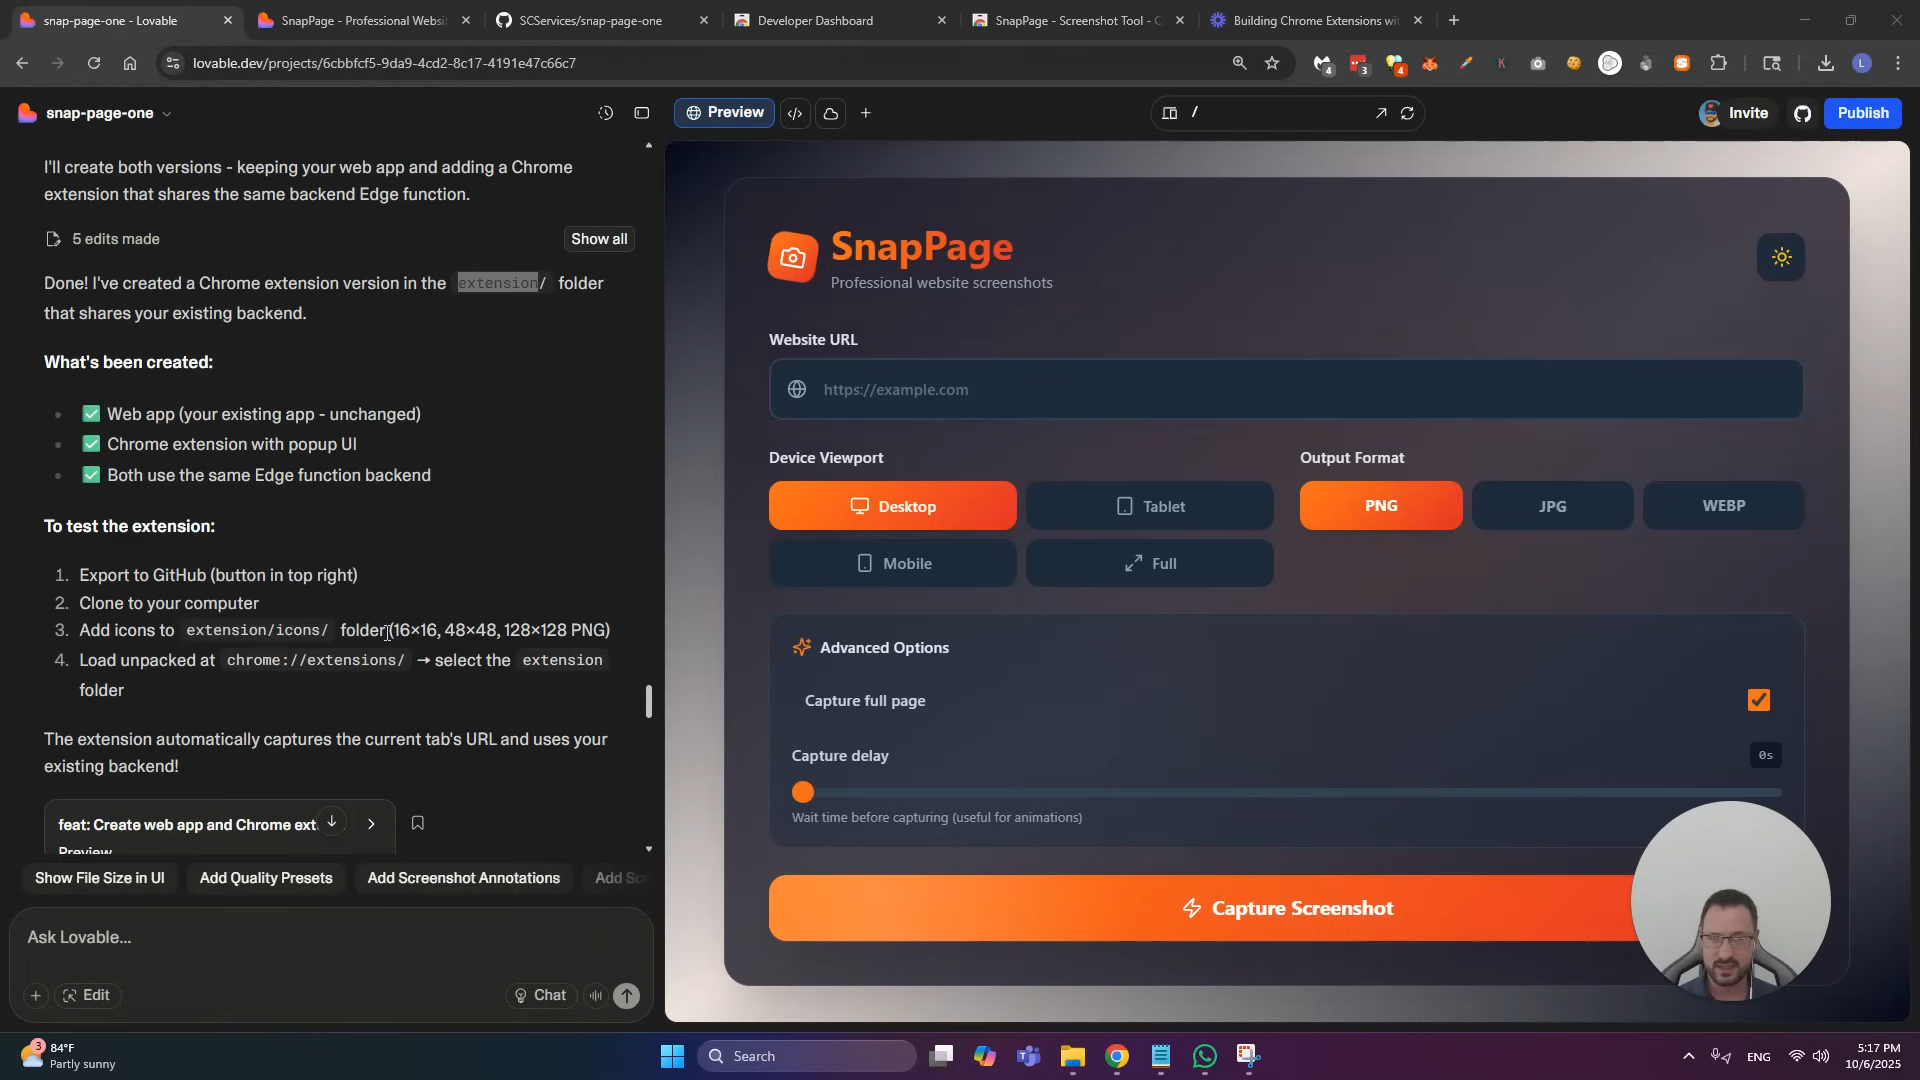 snap-page-one - Lovable
SnapPage - Professional Websi
SCServices/snap-page-one
Developer Dashboard
SnapPage - Screenshot Tool - C
Building Chrome Extensions wi
lovable.dev/projects/6cbbfcf5-9da9-4cd2-8c17-4191e47c66c7
4
3
4
K
L
snap-page-one
Preview
/
Invite
Publish
I'll create both versions - keeping your web app and adding a Chrome
extension that shares the same backend Edge function.
5 edits made
Show all
Done! I've created a Chrome extension version in the extension/ folder
that shares your existing backend.
What's been created:
• ✅ Web app (your existing app - unchanged)
• ✅ Chrome extension with popup UI
• ✅ Both use the same Edge function backend
To test the extension:
1. Export to GitHub (button in top right)
2. Clone to your computer
3. Add icons to extension/icons/ folder (16×16, 48×48, 128×128 PNG)
4. Load unpacked at chrome://extensions/ → select the extension
folder
The extension automatically captures the current tab's URL and uses your
existing backend!
feat: Create web app and Chrome ext
Preview
Show File Size in UI
Add Quality Presets
Add Screenshot Annotations
Add Sc
Ask Lovable...
Edit
Chat
SnapPage
Professional website screenshots
Website URL
https://example.com
Device Viewport
Output Format
Desktop
Tablet
PNG
JPG
WEBP
Mobile
Full
Advanced Options
Capture full page
Capture delay
0s
Wait time before capturing (useful for animations)
Capture Screenshot
3
84°F
Partly sunny
Search
ENG
5:17 PM
10/6/2025